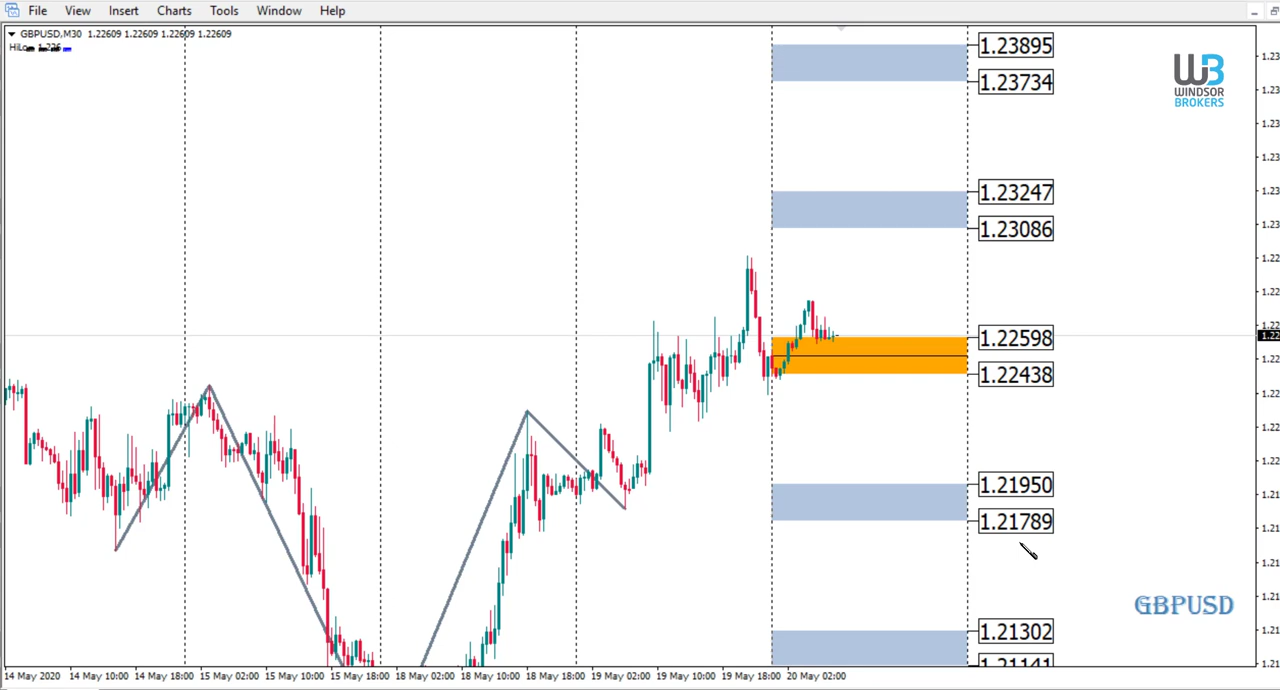 File View Insert Charts Tools Window Help
GBPUSD,M30 1.22609 1.22609 1.22609 1.22609
1.23895
1.23734
WINDSOR
BROKERS
1.23247
1.23086
1.22598
1.22438
1.21950
1.21789
GBPUSD
1.21302
1.21141
14 May 2020 14 May 10:00 14 May 18:00 15 May 02:00 15 May 10:00 15 May 18:00 18 May 02:00 18 May 10:00 18 May 18:00 19 May 02:00 19 May 10:00 19 May 18:00 20 May 02:00